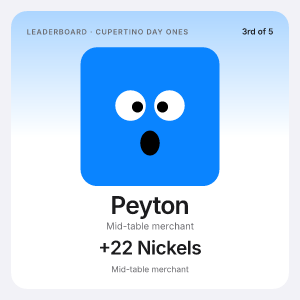 LEADERBOARD · CUPERTINO DAY ONES
3rd of 5
Peyton
Mid-table merchant
+22 Nickels
Mid-table merchant